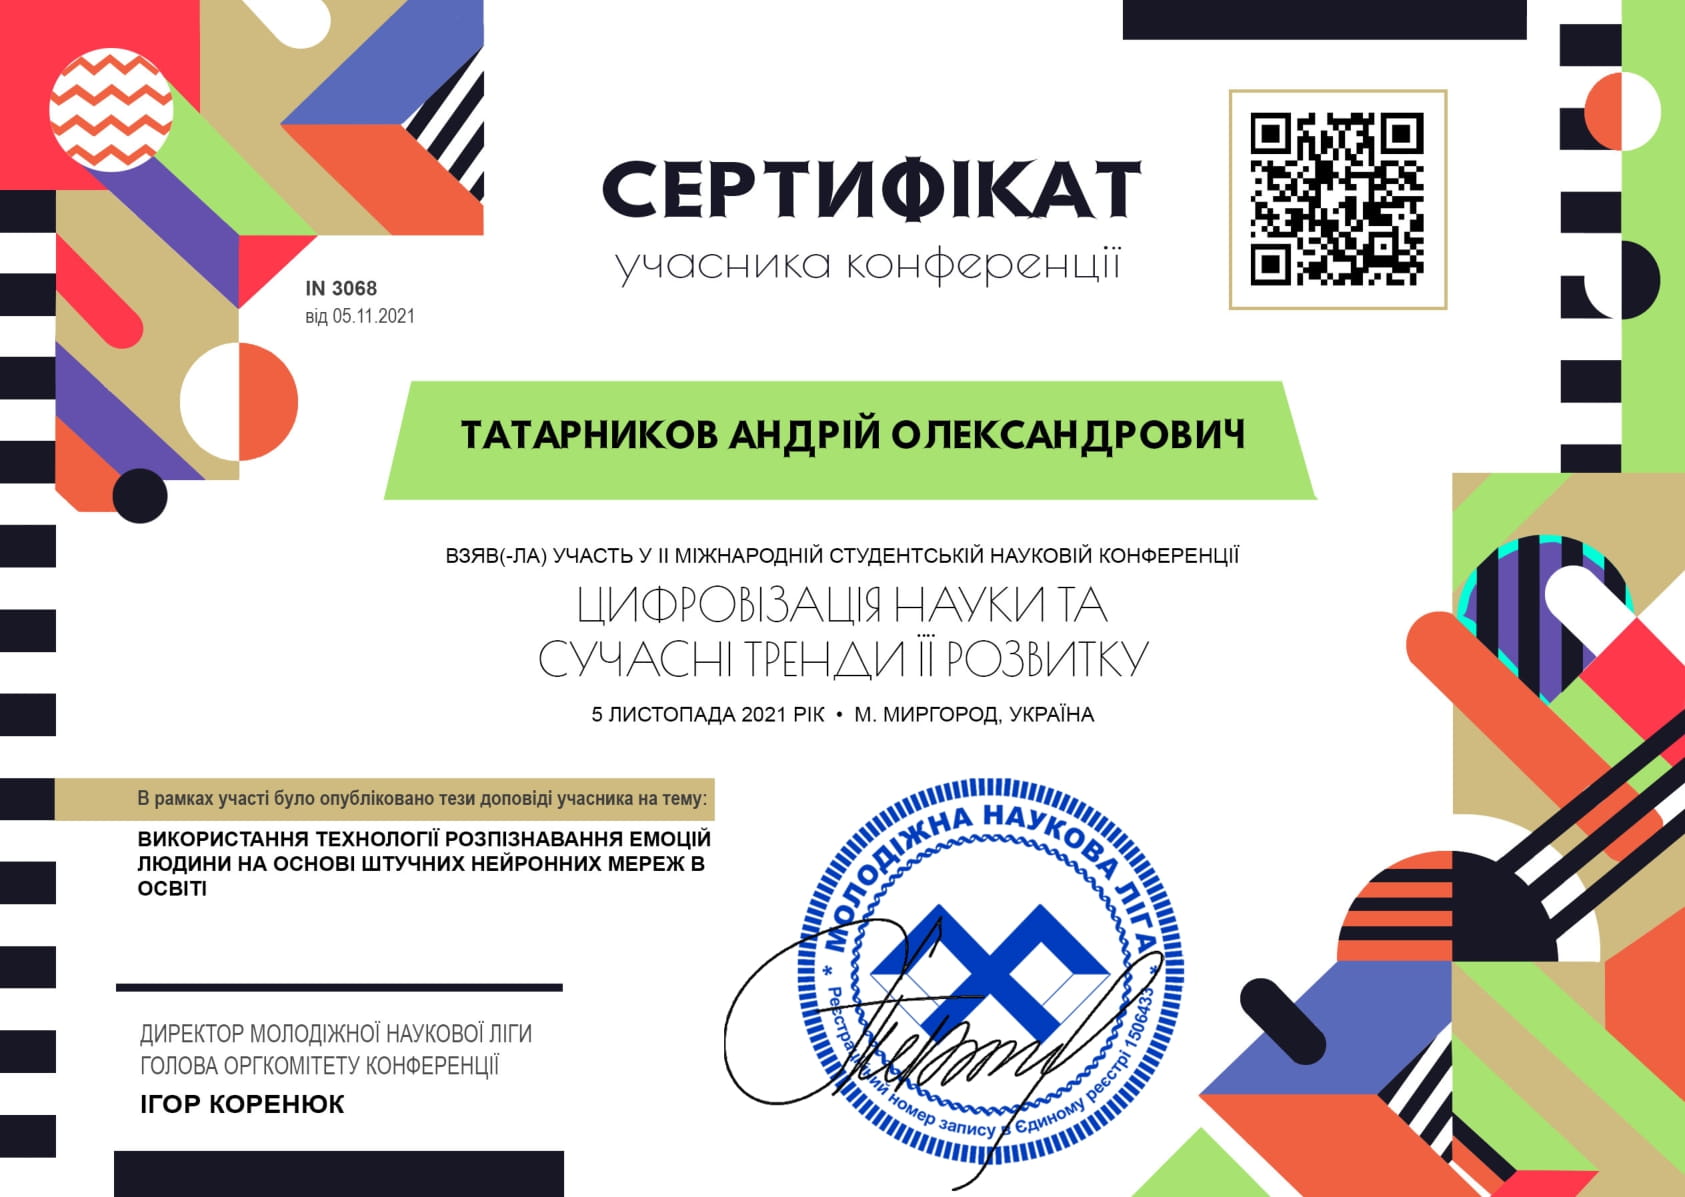 СЕРТИФІКАТ
учасника конференції
IN 3068
від 05.11.2021
ТАТАРНИКОВ АНДРІЙ ОЛЕКСАНДРОВИЧ
ВЗЯВ(-ЛА) УЧАСТЬ У II МІЖНАРОДНІЙ СТУДЕНТСЬКІЙ НАУКОВІЙ КОНФЕРЕНЦІЇ
ЦИФРОВІЗАЦІЯ НАУКИ ТА
СУЧАСНІ ТРЕНДИ ЇЇ РОЗВИТКУ
5 ЛИСТОПАДА 2021 РІК • М. МИРГОРОД, УКРАЇНА
В рамках участі було опубліковано тези доповіді учасника на тему:
ВИКОРИСТАННЯ ТЕХНОЛОГІЇ РОЗПІЗНАВАННЯ ЕМОЦІЙ
ЛЮДИНИ НА ОСНОВІ ШТУЧНИХ НЕЙРОННИХ МЕРЕЖ В
ОСВІТІ
ДИРЕКТОР МОЛОДІЖНОЇ НАУКОВОЇ ЛІГИ
ГОЛОВА ОРГКОМІТЕТУ КОНФЕРЕНЦІЇ
ІГОР КОРЕНЮК
* МОЛОДІЖНА НАУКОВА ЛІГА *
Реєстраційний номер запису в Єдиному реєстрі 1506433